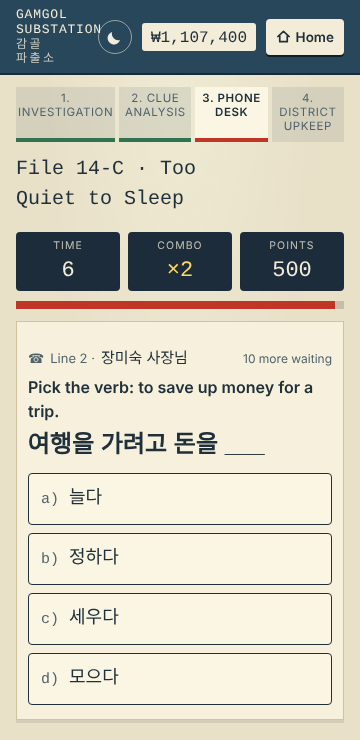 GAMGOL
SUBSTATION
감골
파출소
₩1,107,400
Home
1.
INVESTIGATION
2. CLUE
ANALYSIS
3. PHONE
DESK
4.
DISTRICT
UPKEEP
File 14-C · Too
Quiet to Sleep
TIME
6
COMBO
×2
POINTS
500
☎ Line 2 · 장미숙 사장님
10 more waiting
Pick the verb: to save up money for a
trip.
여행을 가려고 돈을 ___
a) 늘다
b) 정하다
c) 세우다
d) 모으다